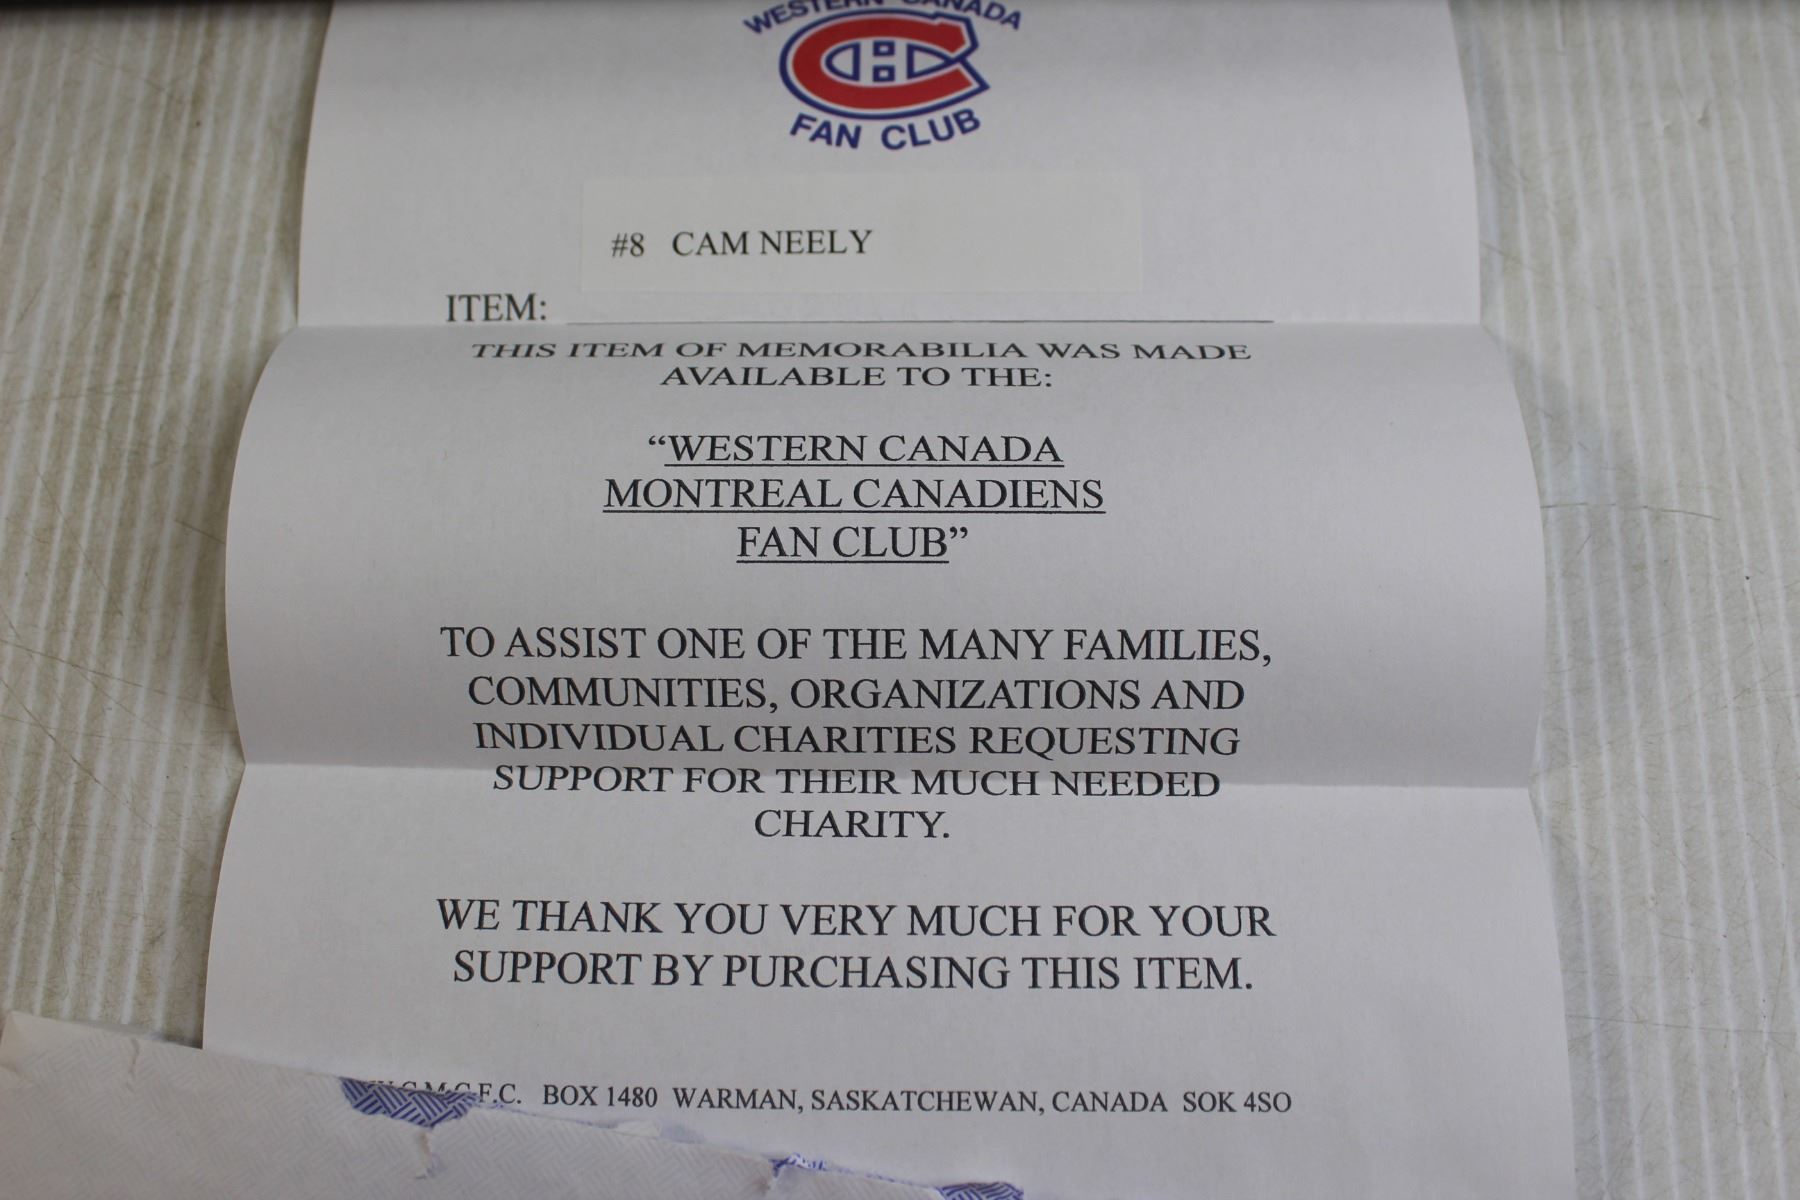 WESTERN CANADA
FAN CLUB
#8 CAM NEELY
ITEM:
THIS ITEM OF MEMORABILIA WAS MADE
AVAILABLE TO THE:
“WESTERN CANADA
MONTREAL CANADIENS
FAN CLUB”
TO ASSIST ONE OF THE MANY FAMILIES,
COMMUNITIES, ORGANIZATIONS AND
INDIVIDUAL CHARITIES REQUESTING
SUPPORT FOR THEIR MUCH NEEDED
CHARITY.
WE THANK YOU VERY MUCH FOR YOUR
SUPPORT BY PURCHASING THIS ITEM.
W.C.M.C.F.C. BOX 1480 WARMAN, SASKATCHEWAN, CANADA SOK 4SO